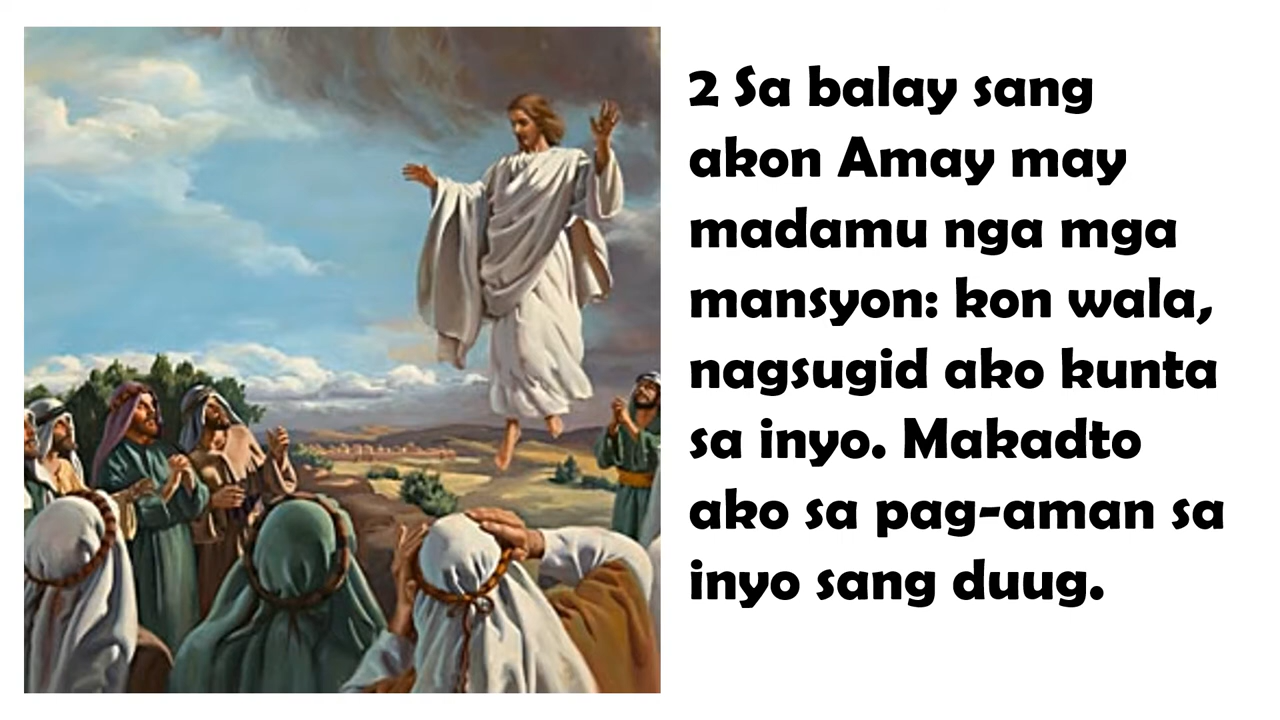 2 Sa balay sang
akon Amay may
madamu nga mga
mansyon: kon wala,
nagsugid ako kunta
sa inyo. Makadto
ako sa pag-aman sa
inyo sang duug.